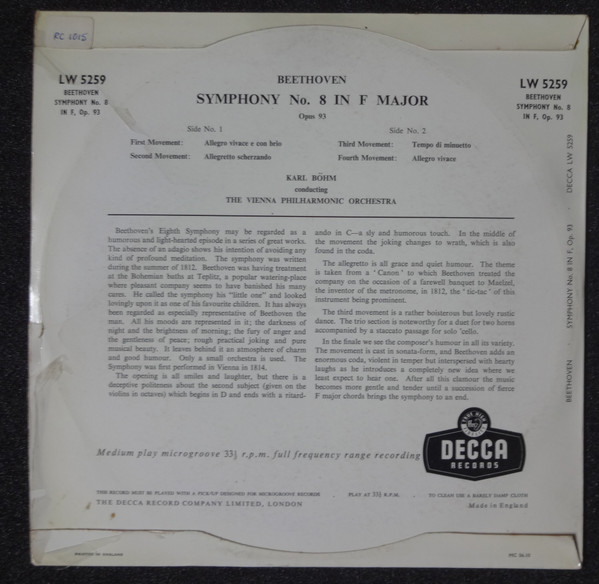 RC 1015
LW 5259
BEETHOVEN
SYMPHONY No. 8
IN F, Op. 93
BEETHOVEN
SYMPHONY No. 8 IN F MAJOR
Opus 93
Side No. 1
First Movement: Allegro vivace e con brio
Second Movement: Allegretto scherzando
Side No. 2
Third Movement: Tempo di minuetto
Fourth Movement: Allegro vivace
KARL BÖHM
conducting
THE VIENNA PHILHARMONIC ORCHESTRA
LW 5259
BEETHOVEN
SYMPHONY No. 8
IN F, Op. 93
Beethoven's Eighth Symphony may be regarded as a
humorous and light-hearted episode in a series of great works.
The absence of an adagio shows his intention of avoiding any
kind of profound meditation. The symphony was written
during the summer of 1812. Beethoven was having treatment
at the Bohemian baths at Teplitz, a popular watering-place
where pleasant company seems to have banished his many
cares. He called the symphony his "little one" and looked
lovingly upon it as one of his favourite children. It has always
been regarded as especially representative of Beethoven the
man. All his moods are represented in it; the darkness of
night and the brightness of morning; the fury of anger and
the gentleness of peace; rough practical joking and pure
musical beauty. It leaves behind it an atmosphere of charm
and good humour. Only a small orchestra is used. The
Symphony was first performed in Vienna in 1814.
The opening is all smiles and laughter, but there is a
deceptive politeness about the second subject (given on the
violins in octaves) which begins in D and ends with a ritard-
ando in C—a sly and humorous touch. In the middle of
the movement the joking changes to wrath, which is also
found in the coda.
The allegretto is all grace and quiet humour. The theme
is taken from a 'Canon' to which Beethoven treated the
company on the occasion of a farewell banquet to Maelzel,
the inventor of the metronome, in 1812, the 'tic-tac' of this
instrument being prominent.
The third movement is a rather boisterous but lovely rustic
dance. The trio section is noteworthy for a duet for two horns
accompanied by a staccato passage for solo 'cello.
In the finale we see the composer's humour in all its variety.
The movement is cast in sonata-form, and Beethoven adds an
enormous coda, violent in temper but interspersed with hearty
laughs as he introduces a completely new idea where we
least expect to hear one. After all this clamour the music
becomes more gentle and tender until a succession of fierce
F major chords brings the symphony to an end.
BEETHOVEN SYMPHONY No. 8 IN F, Op. 93 · DECCA LW 5259
Medium play microgroove 33⅓ r.p.m. full frequency range recording
DECCA
RECORDS
THIS RECORD MUST BE PLAYED WITH A PICK-UP DESIGNED FOR MICROGROOVE RECORDS PLAY AT 33⅓ R.P.M. TO CLEAN USE A BARELY DAMP CLOTH
THE DECCA RECORD COMPANY LIMITED, LONDON
Made in England